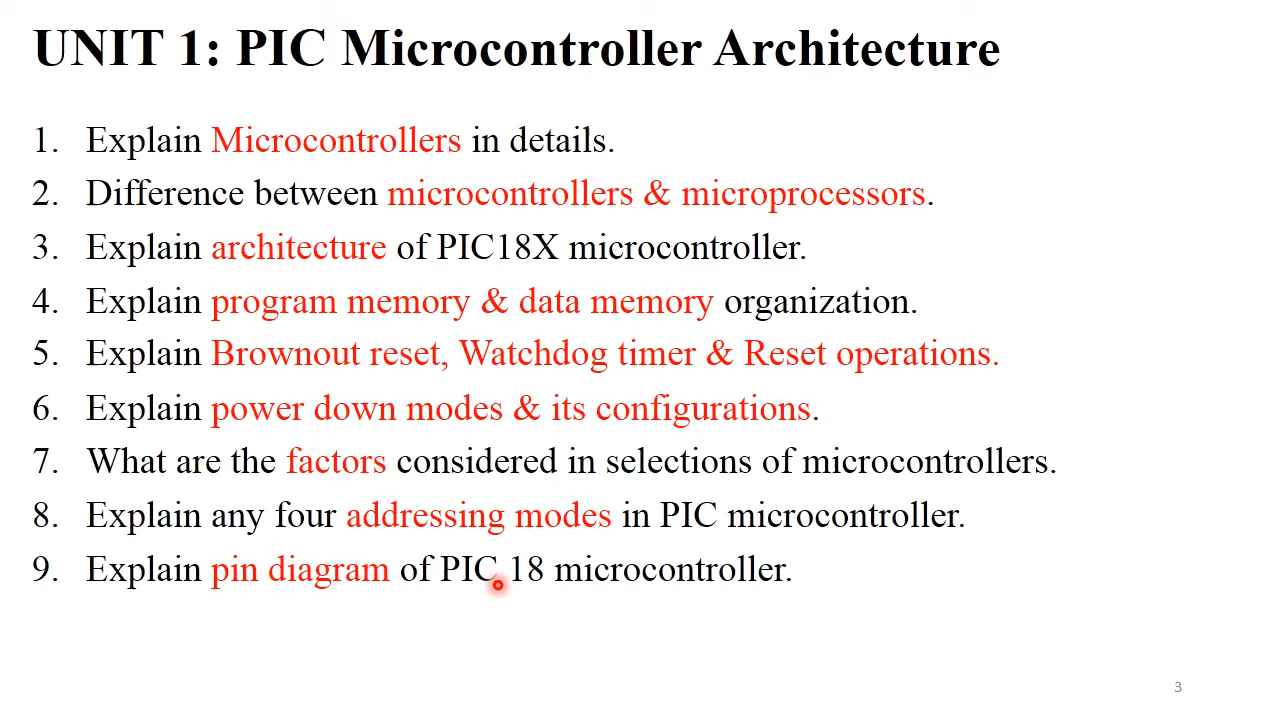 UNIT 1: PIC Microcontroller Architecture
1. Explain Microcontrollers in details.
2. Difference between microcontrollers & microprocessors.
3. Explain architecture of PIC18X microcontroller.
4. Explain program memory & data memory organization.
5. Explain Brownout reset, Watchdog timer & Reset operations.
6. Explain power down modes & its configurations.
7. What are the factors considered in selections of microcontrollers.
8. Explain any four addressing modes in PIC microcontroller.
9. Explain pin diagram of PIC 18 microcontroller.
3